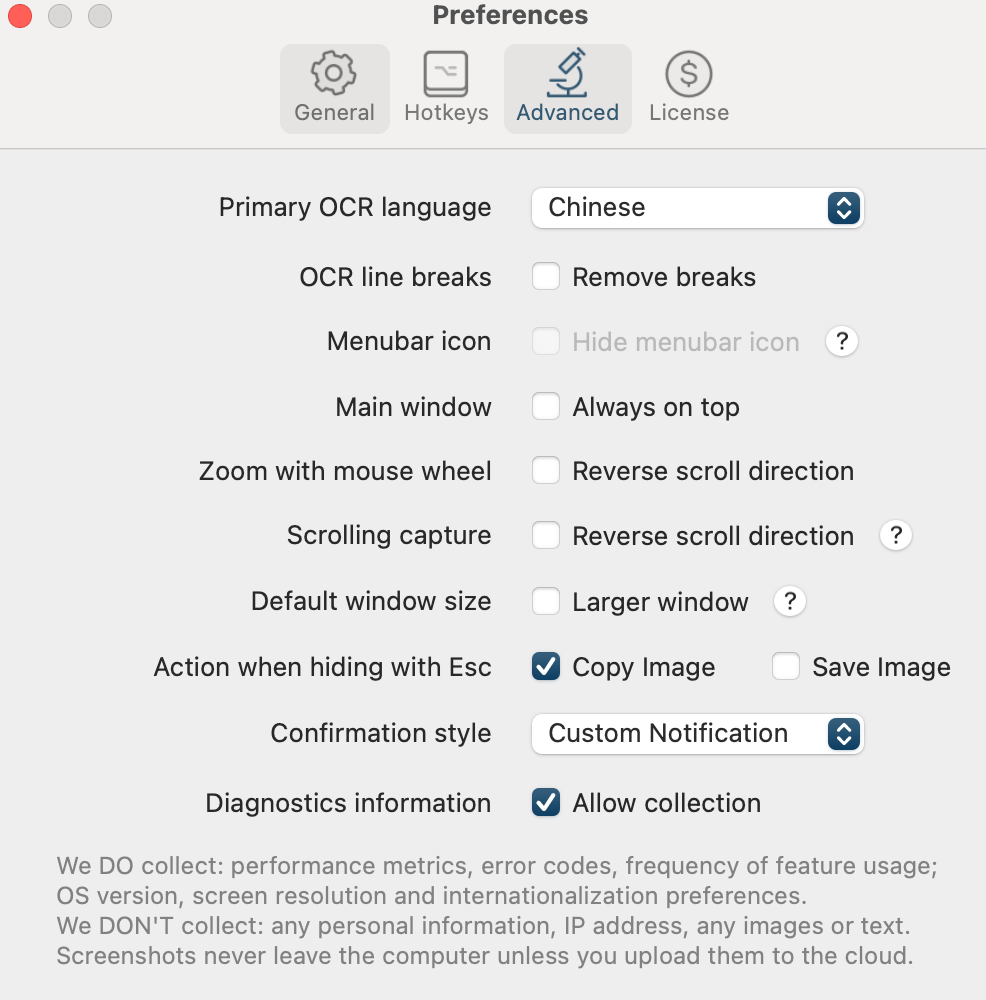 Preferences
General Hotkeys Advanced License
Primary OCR language Chinese
OCR line breaks Remove breaks
Menubar icon Hide menubar icon ?
Main window Always on top
Zoom with mouse wheel Reverse scroll direction
Scrolling capture Reverse scroll direction ?
Default window size Larger window ?
Action when hiding with Esc Copy Image Save Image
Confirmation style Custom Notification
Diagnostics information Allow collection
We DO collect: performance metrics, error codes, frequency of feature usage;
OS version, screen resolution and internationalization preferences.
We DON'T collect: any personal information, IP address, any images or text.
Screenshots never leave the computer unless you upload them to the cloud.